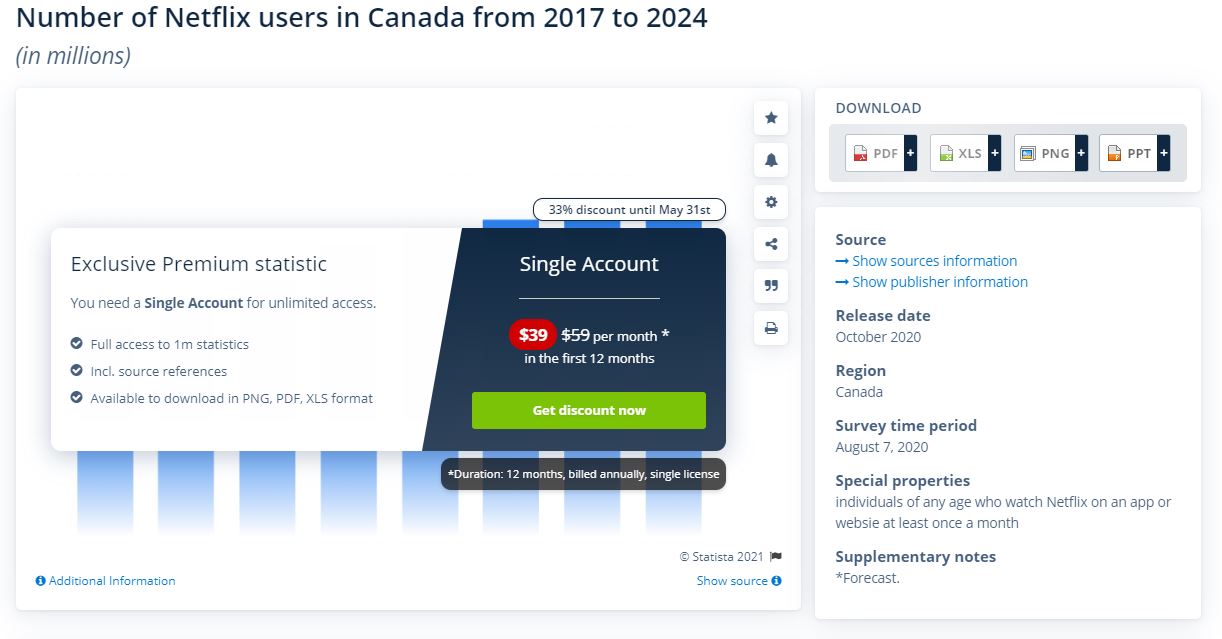 Number of Netflix users in Canada from 2017 to 2024
(in millions)
33% discount until May 31st
Exclusive Premium statistic
You need a Single Account for unlimited access.
Full access to 1m statistics
Incl. source references
Available to download in PNG, PDF, XLS format
Single Account
$39 $59 per month *
in the first 12 months
Get discount now
*Duration: 12 months, billed annually, single license
© Statista 2021
Additional Information
Show source
DOWNLOAD
PDF + XLS + PNG + PPT +
Source
Show sources information
Show publisher information
Release date
October 2020
Region
Canada
Survey time period
August 7, 2020
Special properties
individuals of any age who watch Netflix on an app or
websie at least once a month
Supplementary notes
*Forecast.